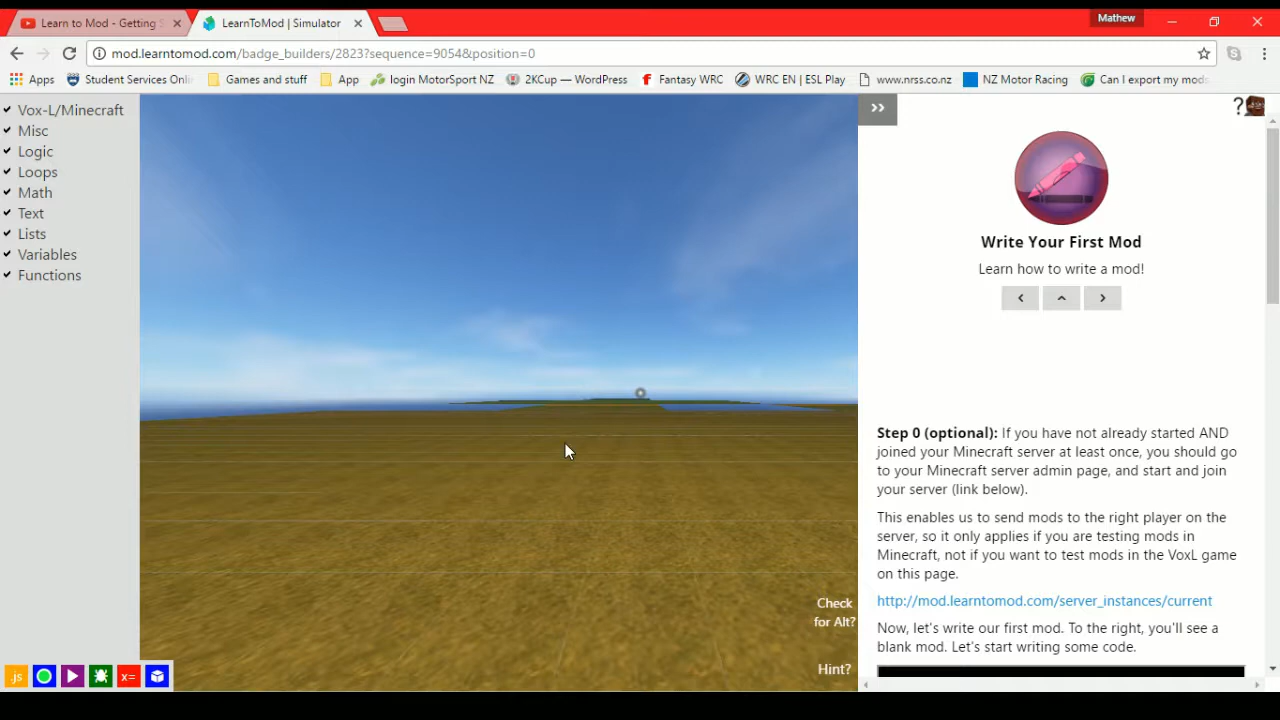 Learn to Mod - Getting S
LearnToMod | Simulator
Mathew
mod.learntomod.com/badge_builders/2823?sequence=9054&position=0
Apps Student Services Onli Games and stuff App login MotorSport NZ 2KCup — WordPress Fantasy WRC WRC EN | ESL Play www.nrss.co.nz NZ Motor Racing Can I export my mods
Vox-L/Minecraft
Misc
Logic
Loops
Math
Text
Lists
Variables
Functions
.js
x=
Check
for Alt?
Hint?
>>
?
Write Your First Mod
Learn how to write a mod!
Step 0 (optional): If you have not already started AND
joined your Minecraft server at least once, you should go
to your Minecraft server admin page, and start and join
your server (link below).
This enables us to send mods to the right player on the
server, so it only applies if you are testing mods in
Minecraft, not if you want to test mods in the VoxL game
on this page.
http://mod.learntomod.com/server_instances/current
Now, let's write our first mod. To the right, you'll see a
blank mod. Let's start writing some code.